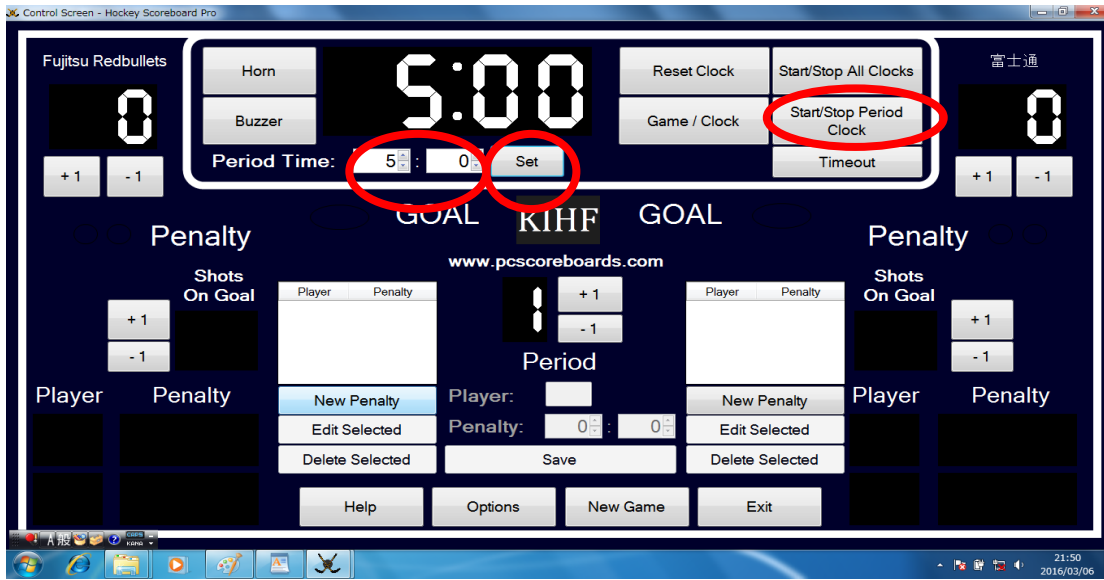 Control Screen - Hockey Scoreboard Pro
Fujitsu Redbullets
0
+ 1
- 1
Horn
Buzzer
5:00
Reset Clock
Game / Clock
Start/Stop All Clocks
Start/Stop Period
Clock
Timeout
Period Time: 5 : 0 Set
富士通
0
+ 1
- 1
GOAL
KIHF
GOAL
www.pcscoreboards.com
Penalty
Shots
On Goal
+ 1
- 1
Player Penalty
1
+ 1
- 1
Period
Player Penalty
Penalty
Shots
On Goal
+ 1
- 1
Player Penalty
New Penalty
Edit Selected
Delete Selected
Player:
Penalty: 0 : 0
Save
New Penalty
Edit Selected
Delete Selected
Player Penalty
Help
Options
New Game
Exit
A 般 CAPS
KANA
21:50
2016/03/06